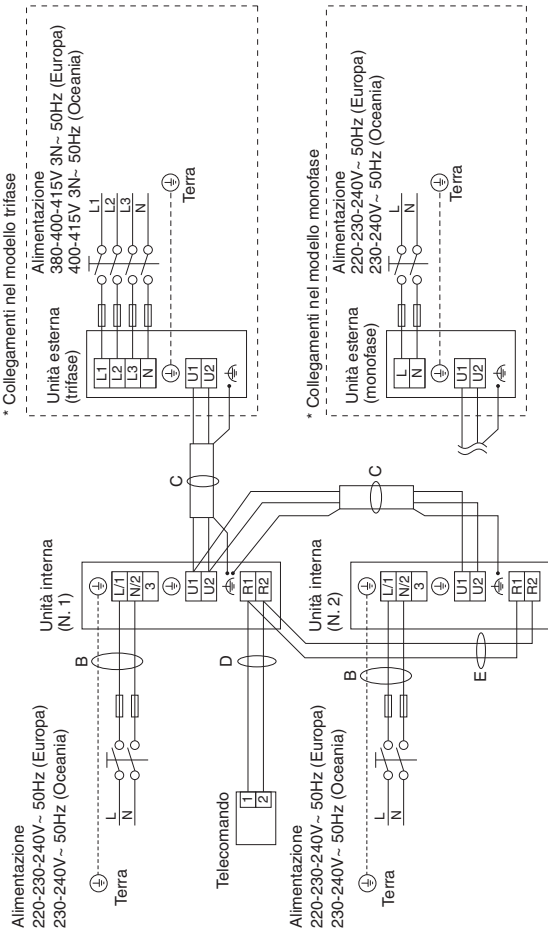 Alimentazione
220-230-240V~ 50Hz (Europa)
230-240V~ 50Hz (Oceania)
Terra
L
N
B
Unità interna
(N. 1)
L/1
N/2
3
U1
U2
R1
R2
Telecomando
1
2
D
C
Alimentazione
220-230-240V~ 50Hz (Europa)
230-240V~ 50Hz (Oceania)
Terra
L
N
B
Unità interna
(N. 2)
L/1
N/2
3
U1
U2
R1
R2
E
C
* Collegamenti nel modello trifase
Unità esterna
(trifase)
L1
L2
L3
N
U1
U2
Alimentazione
380-400-415V 3N~ 50Hz (Europa)
400-415V 3N~ 50Hz (Oceania)
L1
L2
L3
N
Terra
* Collegamenti nel modello monofase
Unità esterna
(monofase)
L
N
U1
U2
Alimentazione
220-230-240V~ 50Hz (Europa)
230-240V~ 50Hz (Oceania)
L
N
Terra